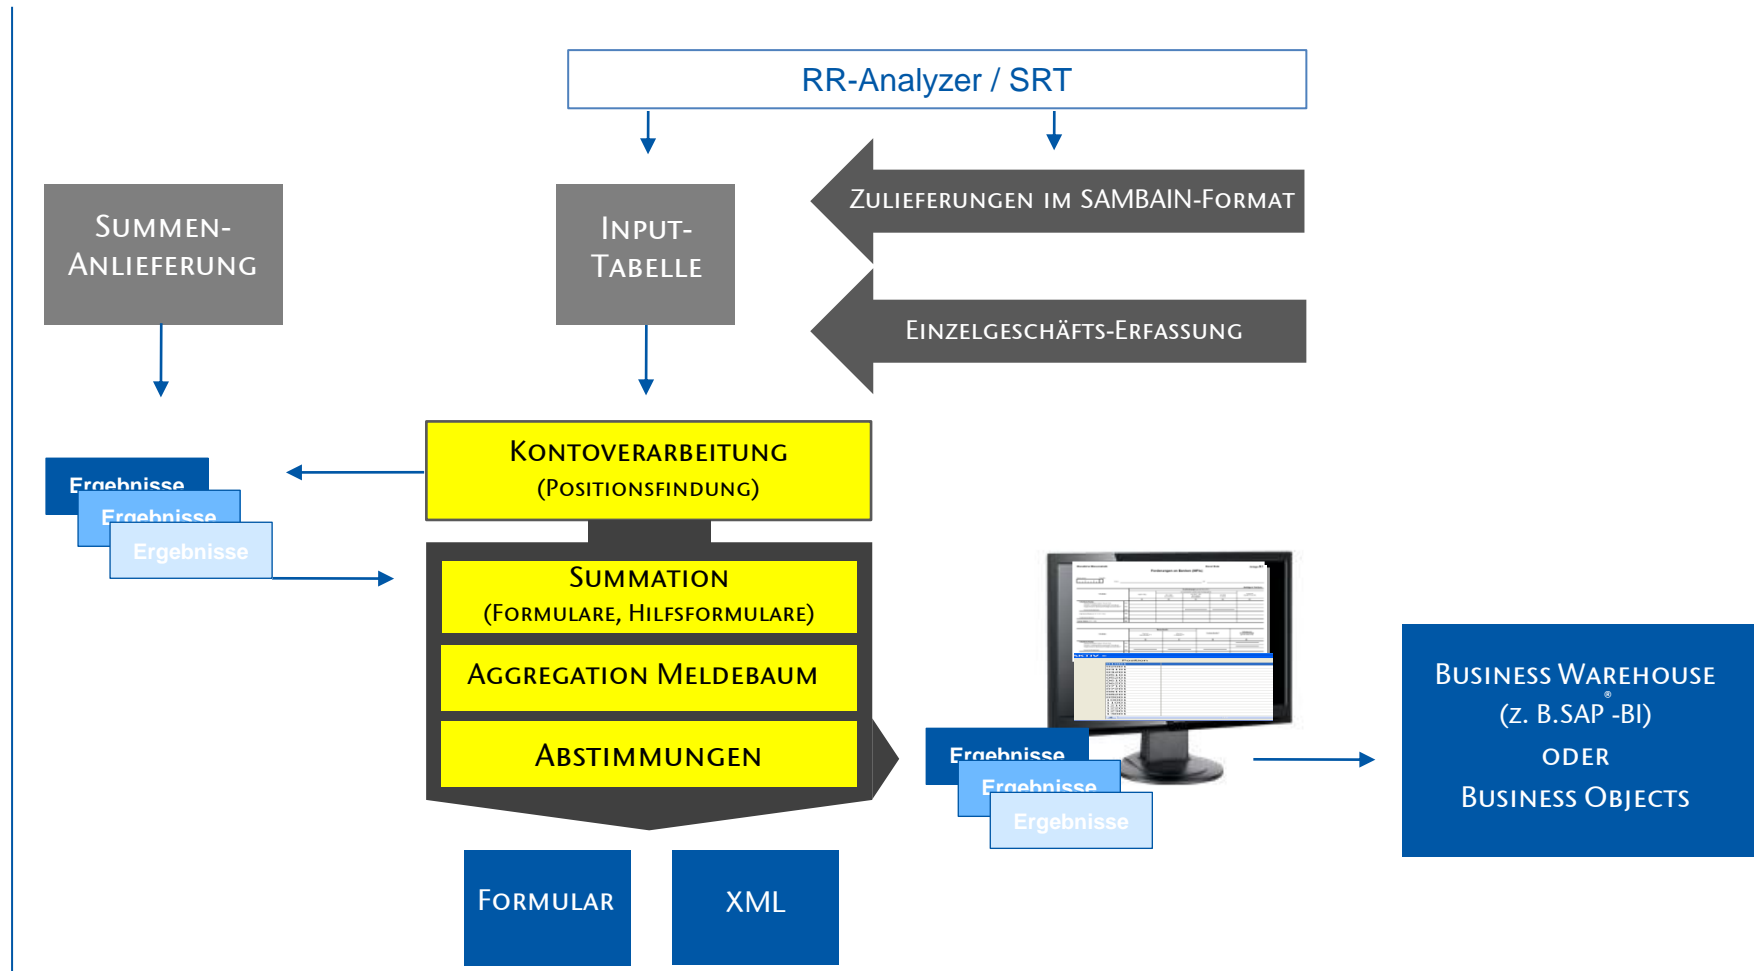 RR-Analyzer / SRT
Zulieferungen im SAMBAIN-Format
Summen-
Anlieferung
Input-
Tabelle
Einzelgeschäfts-Erfassung
Kontoverarbeitung
(Positionsfindung)
Ergebnisse
Ergebnisse
Ergebnisse
Summation
(Formulare, Hilfsformulare)
Aggregation Meldebaum
Abstimmungen
Ergebnisse
Ergebnisse
Ergebnisse
Business Warehouse
(z. B.SAP®-BI)
oder
Business Objects
Formular
XML